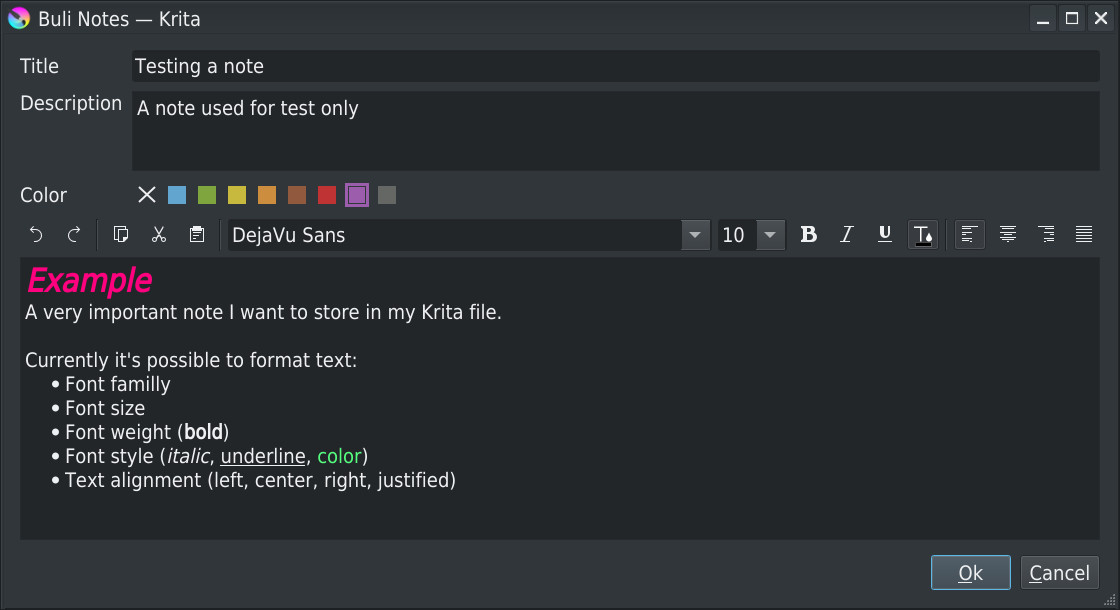 Buli Notes — Krita
Title
Testing a note
Description
A note used for test only
Color
DejaVu Sans
10
B I U T
Example
A very important note I want to store in my Krita file.
Currently it's possible to format text:
• Font familly
• Font size
• Font weight (bold)
• Font style (italic, underline, color)
• Text alignment (left, center, right, justified)
Ok
Cancel